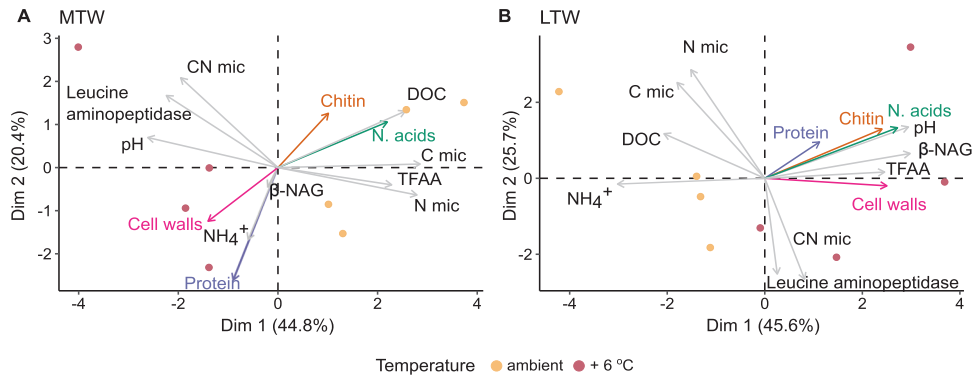 A MTW
Dim 2 (20.4%)
3
2
1
0
-1
-2
CN mic
Leucine
aminopeptidase
pH
Chitin
DOC
N. acids
C mic
TFAA
N mic
β-NAG
Cell walls
NH4+
Protein
-4 -2 0 2 4
Dim 1 (44.8%)
B LTW
Dim 2 (25.7%)
2
0
-2
N mic
C mic
DOC
NH4+
Protein
Chitin
N. acids
pH
β-NAG
TFAA
Cell walls
CN mic
Leucine aminopeptidase
-4 -2 0 2 4
Dim 1 (45.6%)
Temperature ambient + 6 ºC